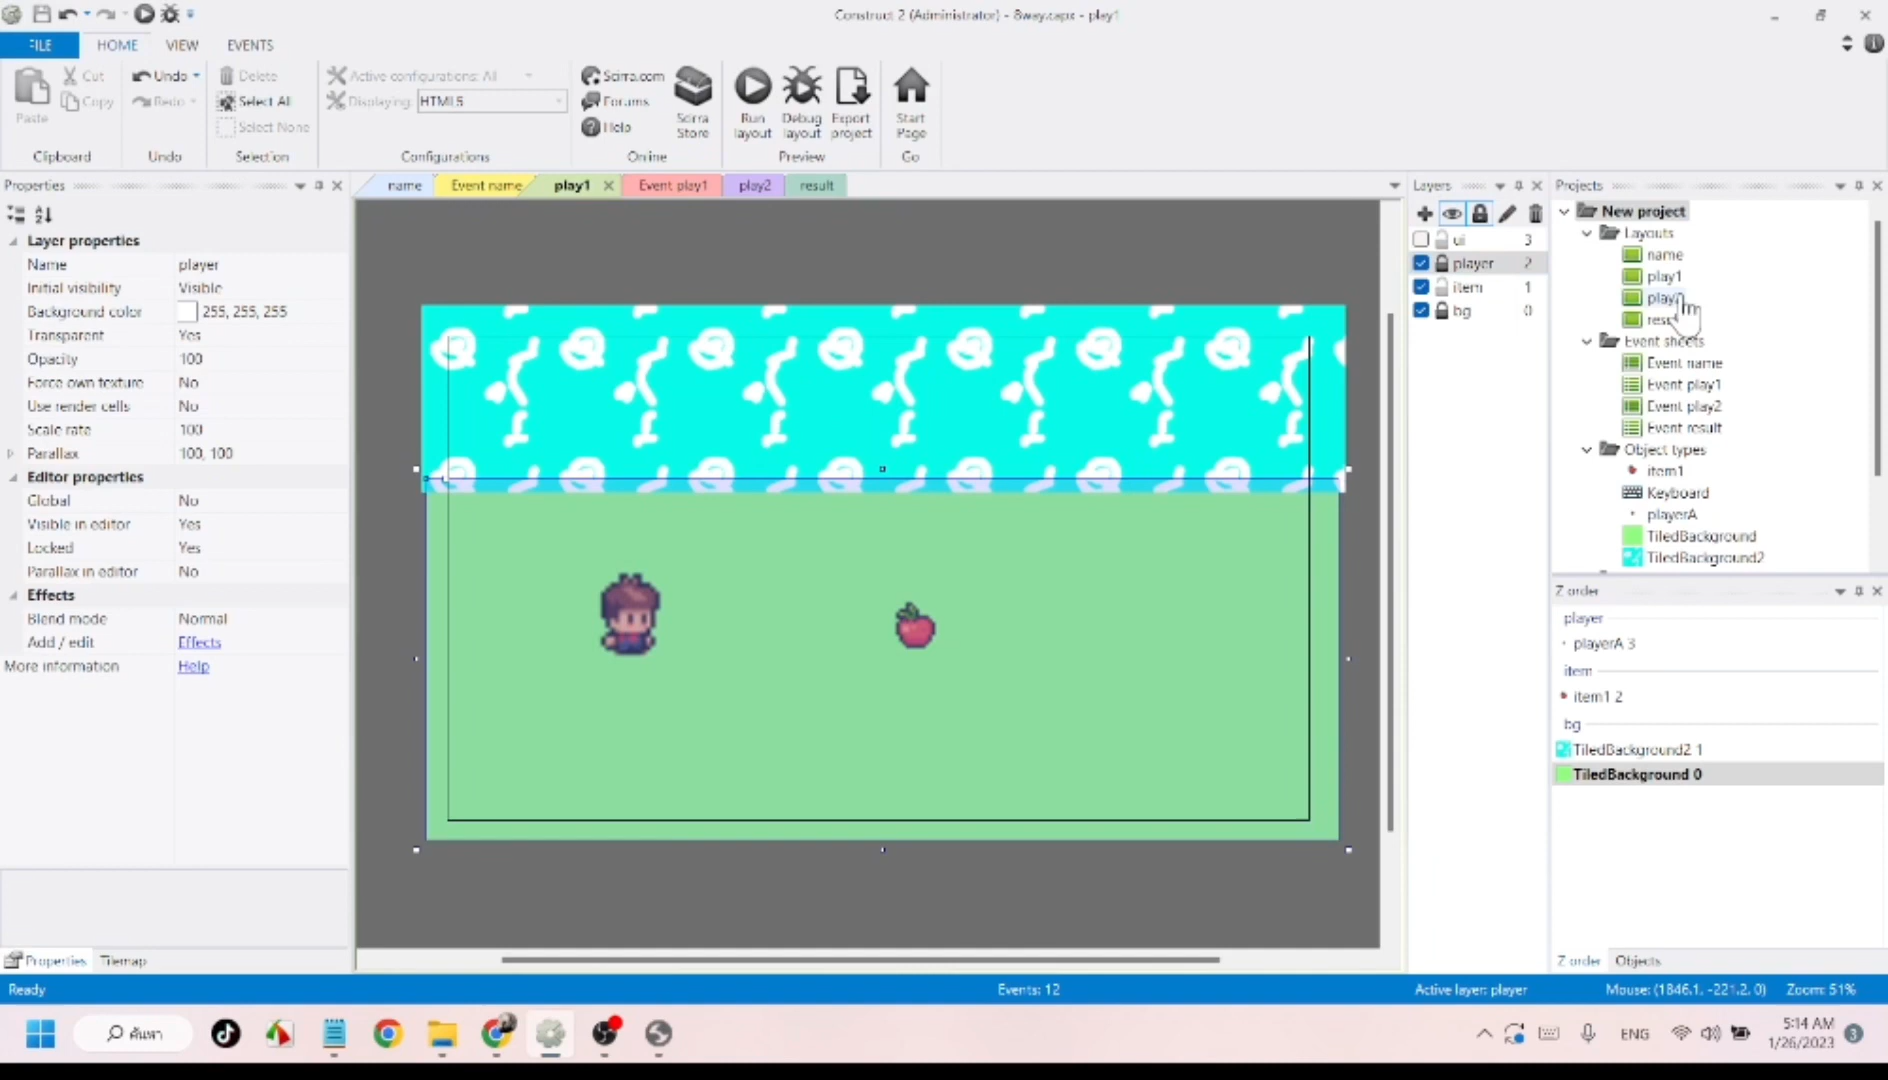 Construct 2 (Administrator) - 8way.capx - play1
FILE HOME VIEW EVENTS
Paste
Cut
Copy
Clipboard
Undo
Redo
Undo
Delete
Select All
Select None
Selection
Active configurations: All
Displaying: HTML5
Configurations
Scirra.com
Forums
Help
Scirra Store
Online
Run layout
Debug layout
Export project
Preview
Start Page
Go
Properties
Layer properties
Name player
Initial visibility Visible
Background color 255, 255, 255
Transparent Yes
Opacity 100
Force own texture No
Use render cells No
Scale rate 100
Parallax 100, 100
Editor properties
Global No
Visible in editor Yes
Locked Yes
Parallax in editor No
Effects
Blend mode Normal
Add / edit Effects
More information Help
Properties Tilemap
name Event name play1 Event play1 play2 result
Layers
ui 3
player 2
item 1
bg 0
Projects
New project
Layouts
name
play1
Event sheets
Event name
Event play1
Event play2
Event result
Object types
item1
Keyboard
playerA
TiledBackground
TiledBackground2
Z order
player
playerA 3
item
item1 2
bg
TiledBackground2 1
TiledBackground 0
Z order Objects
Ready Events: 12 Active layer: player Mouse: (1846.1, -221.2, 0) Zoom: 51%
ค้นหา
ENG
5:14 AM
1/26/2023
3